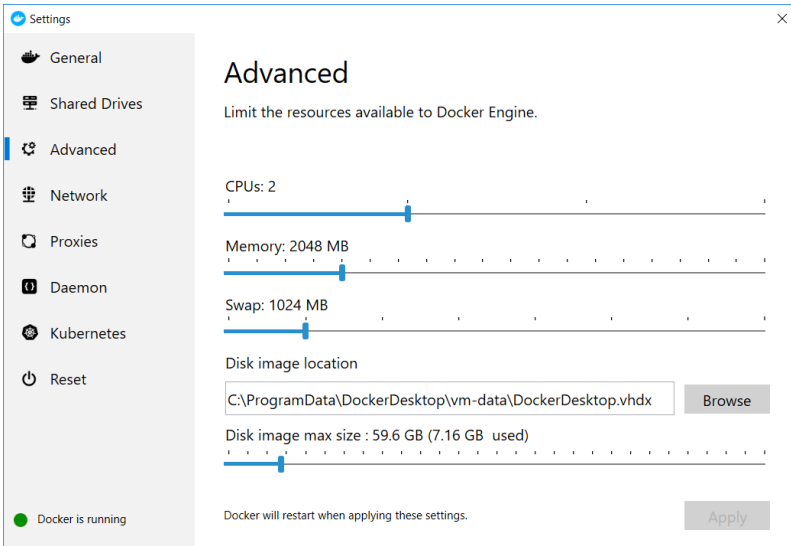 Settings
General
Shared Drives
Advanced
Network
Proxies
Daemon
Kubernetes
Reset
Docker is running
Advanced
Limit the resources available to Docker Engine.
CPUs: 2
Memory: 2048 MB
Swap: 1024 MB
Disk image location
C:\ProgramData\DockerDesktop\vm-data\DockerDesktop.vhdx
Browse
Disk image max size : 59.6 GB (7.16 GB  used)
Docker will restart when applying these settings.
Apply